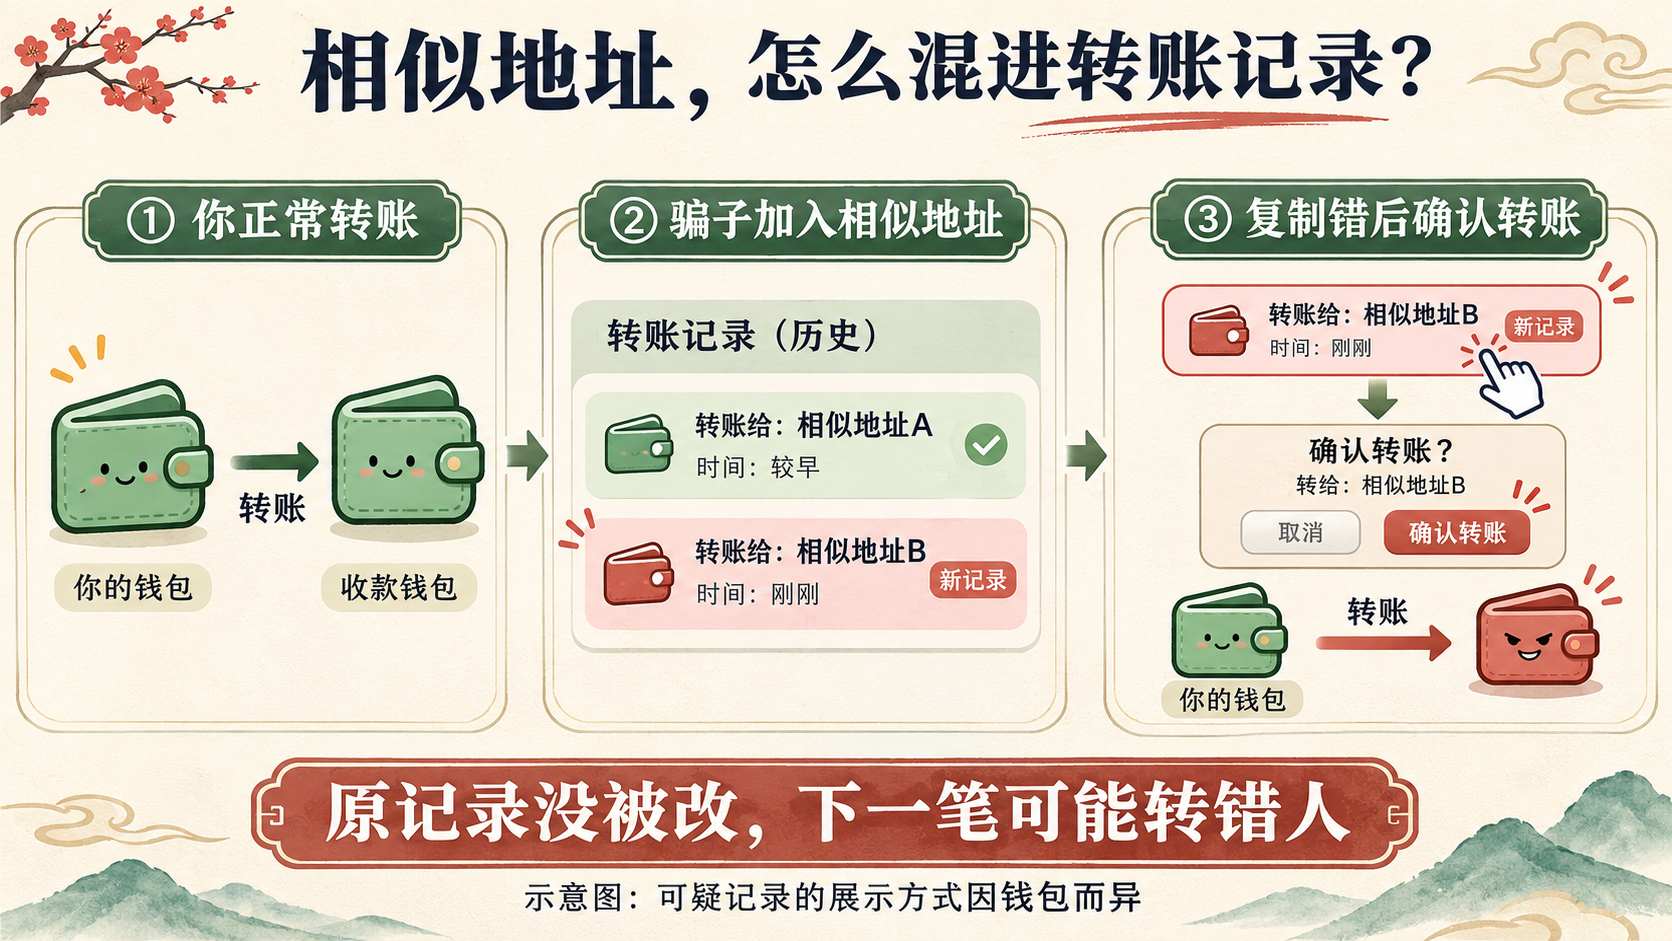 相似地址，怎么混进转账记录？
① 你正常转账
转账
你的钱包
收款钱包
② 骗子加入相似地址
转账记录（历史）
转账给：相似地址A
时间：较早
转账给：相似地址B
时间：刚刚
新记录
③ 复制错后确认转账
转账给：相似地址B
时间：刚刚
新记录
确认转账？
转给：相似地址B
取消
确认转账
转账
你的钱包
原记录没被改，下一笔可能转错人
示意图：可疑记录的展示方式因钱包而异